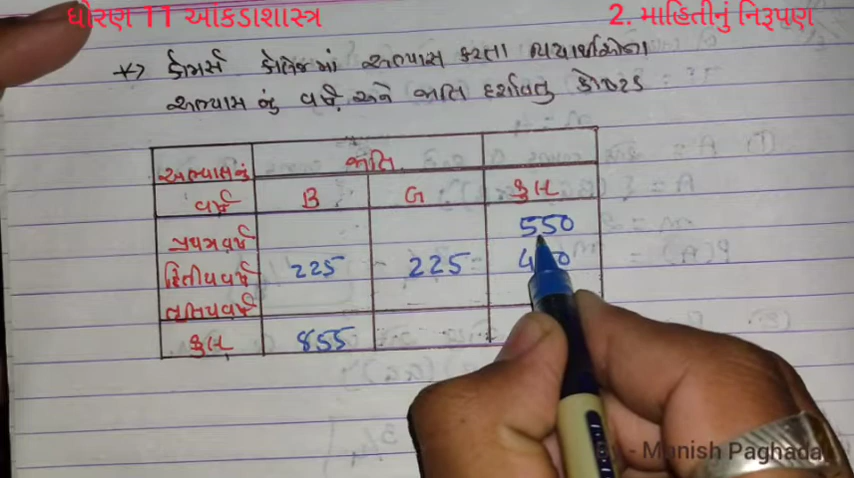 ધોરણ 11 આંકડાશાસ્ત્ર
2. માહિતીનું નિરૂપણ
*> કોમર્સ કોલેજમાં અભ્યાસ કરતા વિદ્યાર્થીઓના
અભ્યાસ નું વર્ષ અને જાતિ દર્શાવતુ કોષ્ટક
અભ્યાસનું જાતિ
વર્ષ B G કુલ
પ્રથમવર્ષ 550
દ્વિતીયવર્ષ 225 225
તૃતિયવર્ષ
કુલ 855
- Manish Paghadal